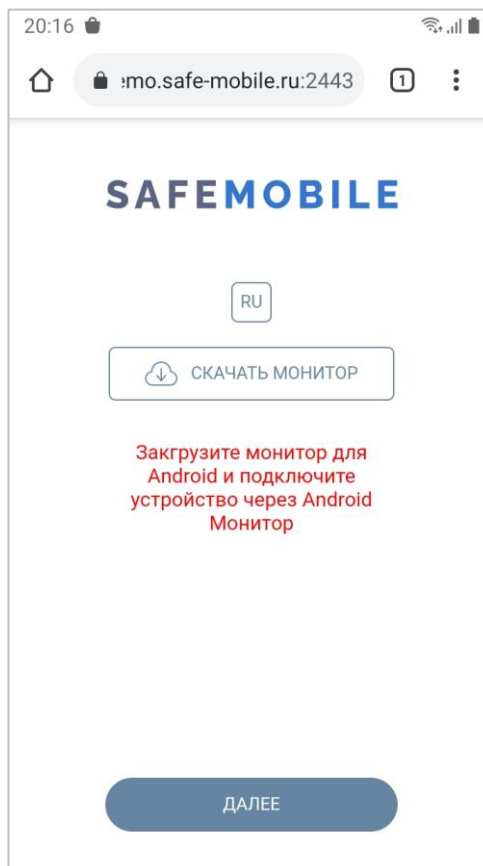 20:16
:mo.safe-mobile.ru:2443
1
SAFEMOBILE
RU
СКАЧАТЬ МОНИТОР
Закгрузите монитор для
Android и подключите
устройство через Android
Монитор
ДАЛЕЕ